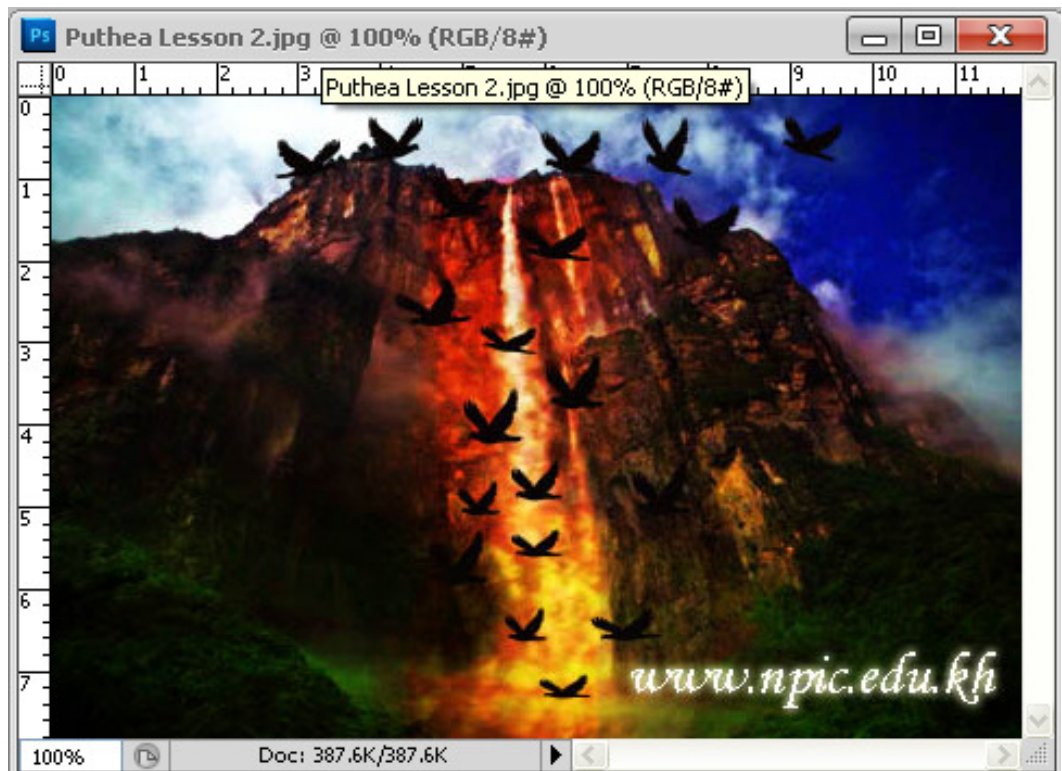 Ps Puthea Lesson 2.jpg @ 100% (RGB/8#)
0 1 2 3 9 10 11
Puthea Lesson 2.jpg @ 100% (RGB/8#)
0
1
2
3
4
5
6
7
www.npic.edu.kh
100% Doc: 387.6K/387.6K